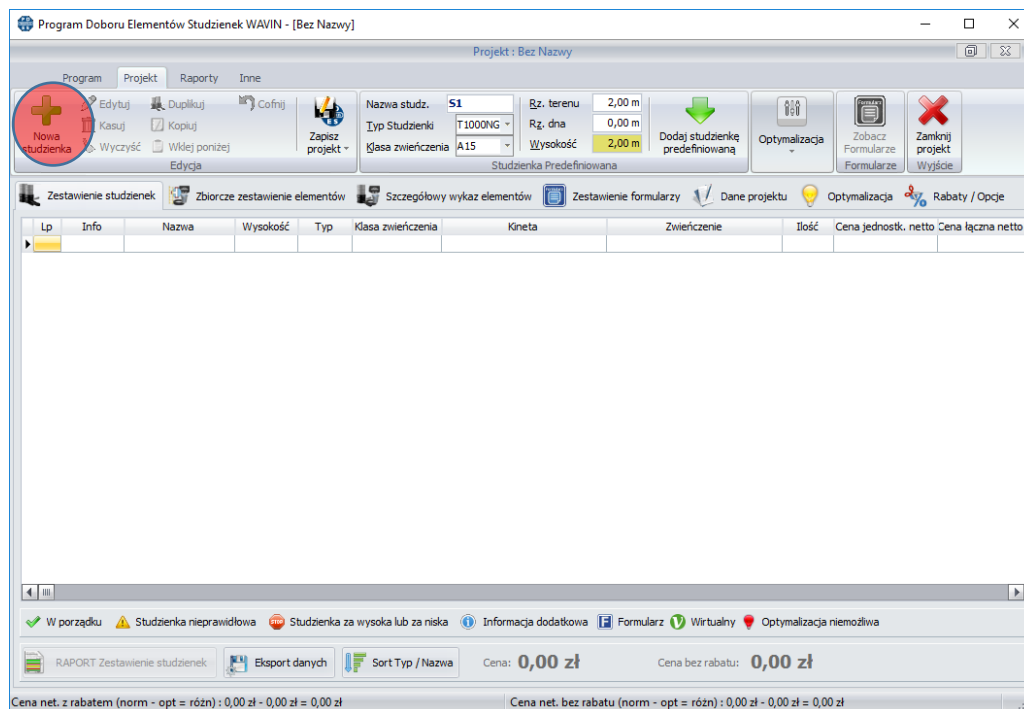 Program Doboru Elementów Studzienek WAVIN - [Bez Nazwy]
Projekt : Bez Nazwy
Program Projekt Raporty Inne
Nowa studzienka
Edytuj Duplikuj Cofnij
Kasuj Kopiuj
Wyczyść Wklej poniżej
Edycja
Zapisz projekt
Nazwa studz. S1 Rz. terenu 2,00 m
Typ Studzienki T1000NG Rz. dna 0,00 m
Klasa zwieńczenia A15 Wysokość 2,00 m
Dodaj studzienkę predefiniowaną
Studzienka Predefiniowana
Optymalizacja
Formularz
Zobacz Formularze
Formularze
Zamknij projekt
Wyjście
Zestawienie studzienek Zbiorcze zestawienie elementów Szczegółowy wykaz elementów Zestawienie formularzy Dane projektu Optymalizacja Rabaty / Opcje
Lp Info Nazwa Wysokość Typ Klasa zwieńczenia Kineta Zwieńczenie Ilość Cena jednostk. netto Cena łączna netto
W porządku Studzienka nieprawidłowa STOP Studzienka za wysoka lub za niska Informacja dodatkowa F Formularz V Wirtualny Optymalizacja niemożliwa
RAPORT Zestawienie studzienek Eksport danych Sort Typ / Nazwa Cena: 0,00 zł Cena bez rabatu: 0,00 zł
Cena net. z rabatem (norm - opt = różn) : 0,00 zł - 0,00 zł = 0,00 zł Cena net. bez rabatu (norm - opt = różn) : 0,00 zł - 0,00 zł = 0,00 zł